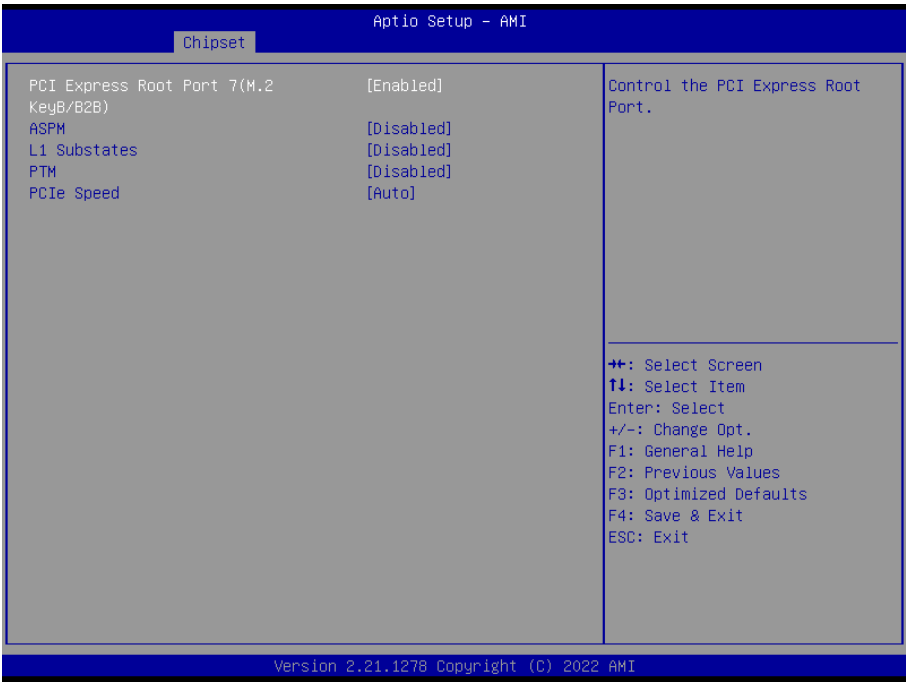 Aptio Setup – AMI
Chipset
PCI Express Root Port 7(M.2 [Enabled]
KeyB/B2B)
ASPM [Disabled]
L1 Substates [Disabled]
PTM [Disabled]
PCIe Speed [Auto]
Control the PCI Express Root
Port.
→←: Select Screen
↑↓: Select Item
Enter: Select
+/-: Change Opt.
F1: General Help
F2: Previous Values
F3: Optimized Defaults
F4: Save & Exit
ESC: Exit
Version 2.21.1278 Copyright (C) 2022 AMI